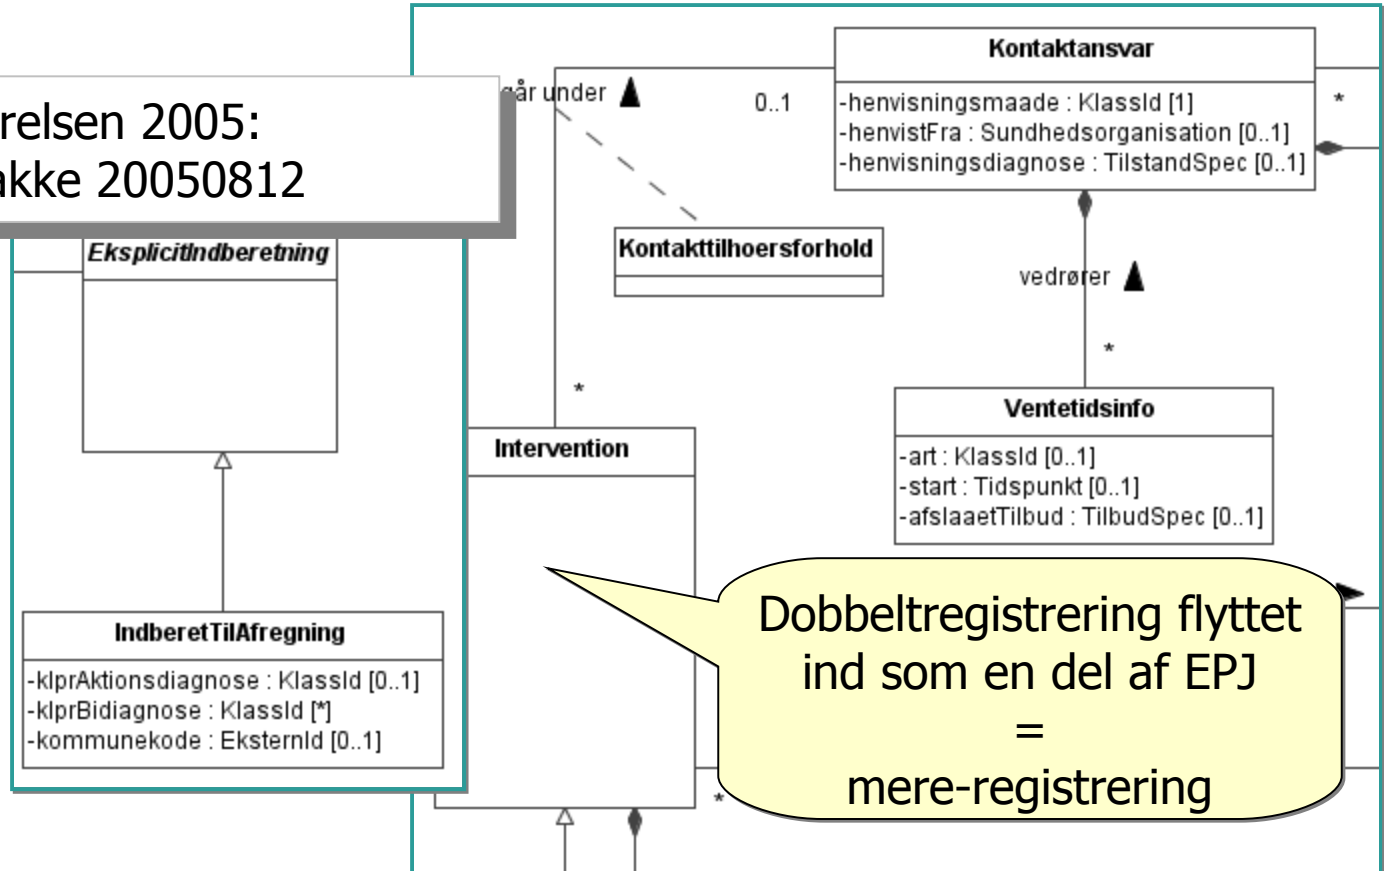 relsen 2005:
akke 20050812
går under
0..1
Kontaktansvar
-henvisningsmaade : KlassId [1]
-henvistFra : Sundhedsorganisation [0..1]
-henvisningsdiagnose : TilstandSpec [0..1]
*
Kontakttilhoersforhold
vedrører
*
EksplicitIndberetning
*
Intervention
Ventetidsinfo
-art : KlassId [0..1]
-start : Tidspunkt [0..1]
-afslaaetTilbud : TilbudSpec [0..1]
IndberetTilAfregning
-klprAktionsdiagnose : KlassId [0..1]
-klprBidiagnose : KlassId [*]
-kommunekode : EksternId [0..1]
Dobbeltregistrering flyttet
ind som en del af EPJ
=
mere-registrering
*